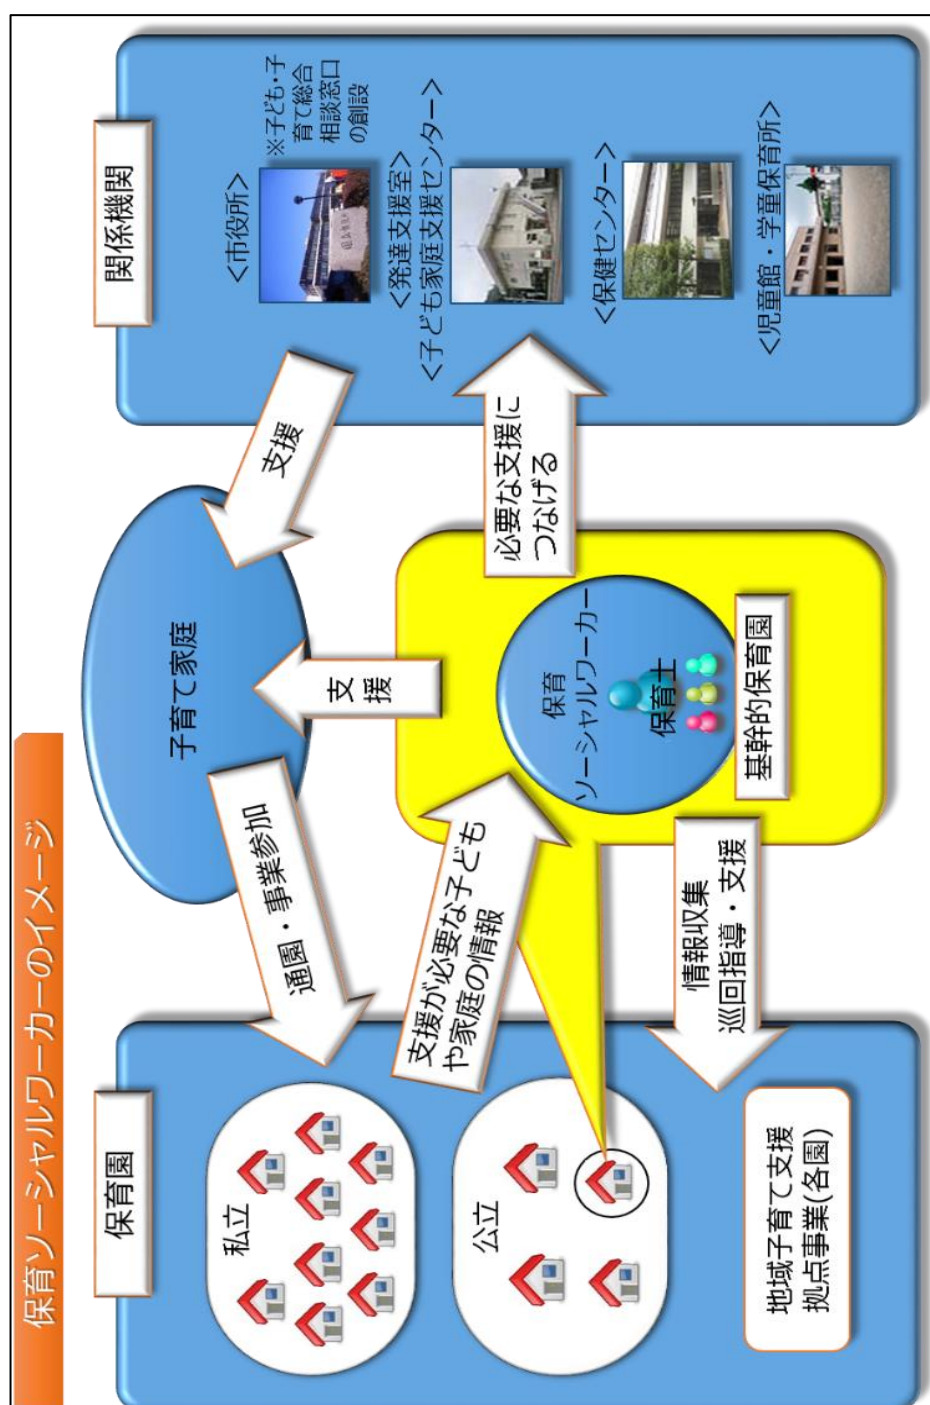 保育ソーシャルワーカーのイメージ
保育園
私立
公立
地域子育て支援
拠点事業(各園)
子育て家庭
通園・事業参加
支援が必要な子ども
や家庭の情報
情報収集
巡回指導・支援
支援
保育
ソーシャルワーカー
保育士
基幹的保育園
支援
必要な支援に
つなげる
関係機関
<市役所>
※子ども・子
育て総合
相談窓口
の創設
<発達支援室>
<子ども家庭支援センター>
<保健センター>
<児童館・学童保育所>